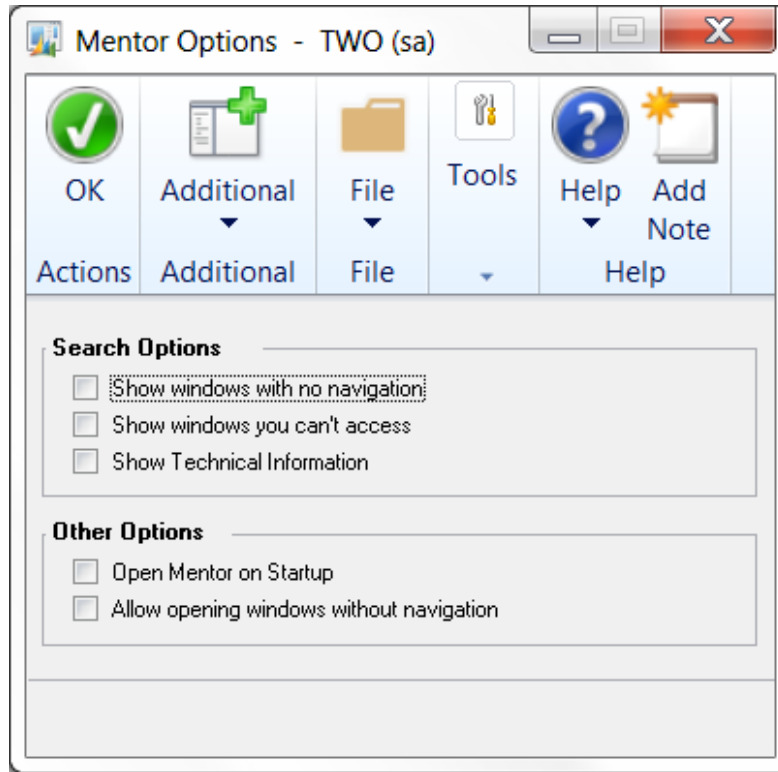 Mentor Options - TWO (sa)
OK
Additional
File
Tools
Help
Add
Note
Actions
Additional
File
Help
Search Options
Show windows with no navigation
Show windows you can't access
Show Technical Information
Other Options
Open Mentor on Startup
Allow opening windows without navigation